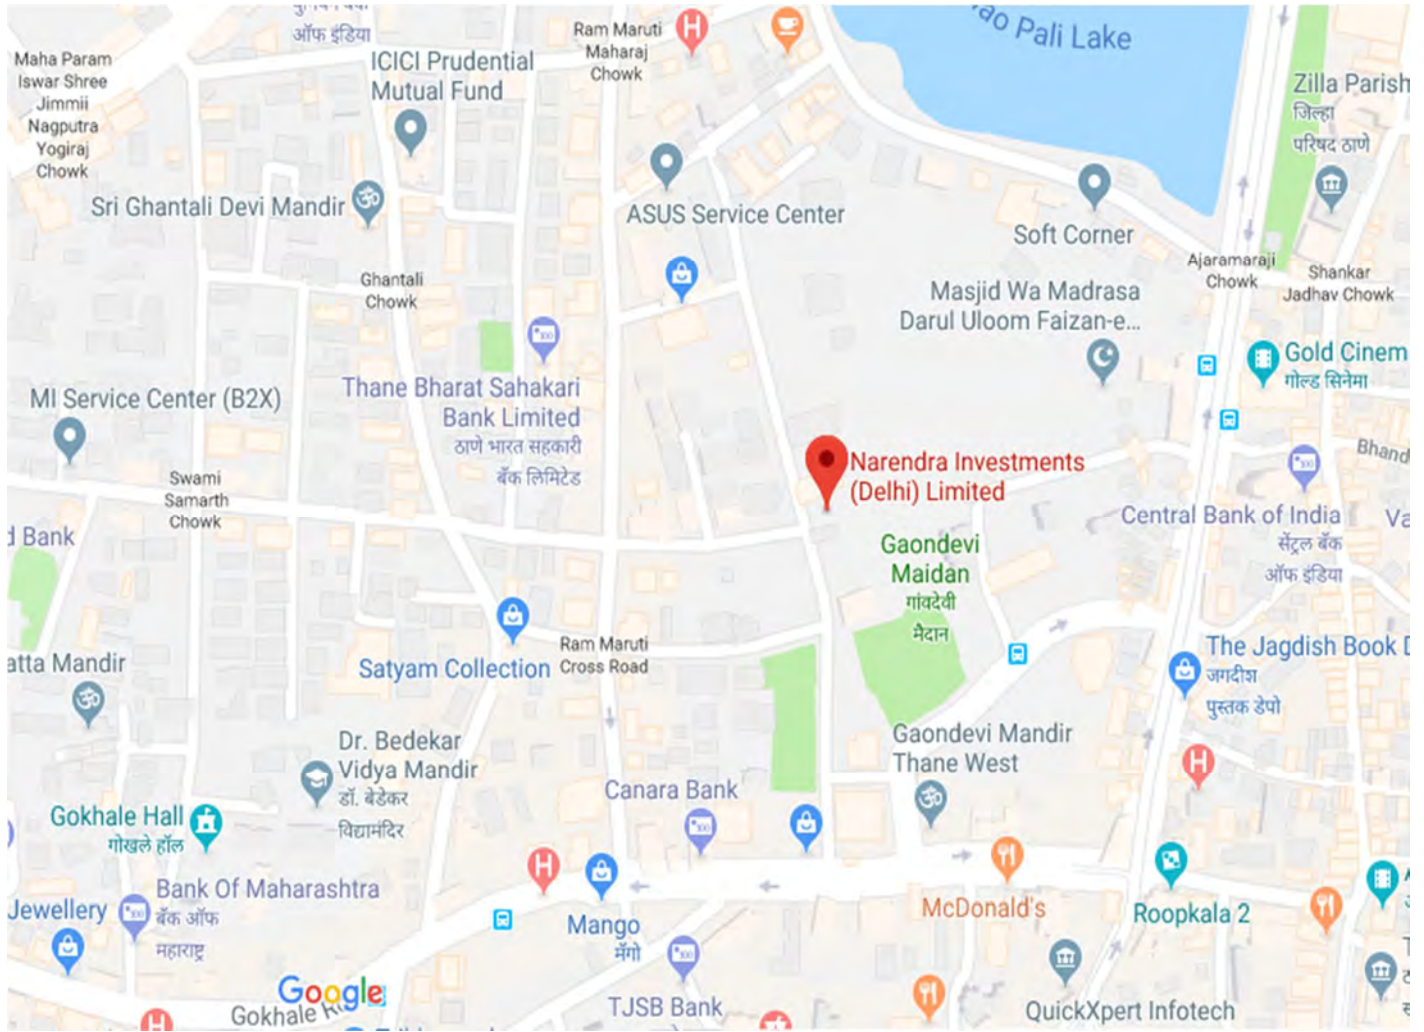 ऑफ इंडिया
Ram Maruti
Maharaj
Chowk
Pali Lake
Maha Param
Iswar Shree
Jimmii
Nagputra
Yogiraj
Chowk
ICICI Prudential
Mutual Fund
Zilla Parish
जिल्हा
परिषद ठाणे
Sri Ghantali Devi Mandir
ASUS Service Center
Soft Corner
Ajaramaraji
Chowk
Shankar
Jadhav Chowk
Ghantali
Chowk
Masjid Wa Madrasa
Darul Uloom Faizan-e...
Gold Cinem
गोल्ड सिनेमा
MI Service Center (B2X)
Thane Bharat Sahakari
Bank Limited
ठाणे भारत सहकारी
बँक लिमिटेड
Narendra Investments
(Delhi) Limited
Bhand
Swami
Samarth
Chowk
Central Bank of India
सेंट्रल बँक
ऑफ इंडिया
Va
d Bank
Gaondevi
Maidan
गांवदेवी
मैदान
atta Mandir
Satyam Collection
Ram Maruti
Cross Road
The Jagdish Book D
जगदीश
पुस्तक डेपो
Dr. Bedekar
Vidya Mandir
डॉ. बेडेकर
विद्यामंदिर
Gaondevi Mandir
Thane West
Canara Bank
H
Gokhale Hall
गोखले हॉल
Bank Of Maharashtra
बँक ऑफ
महाराष्ट्र
Jewellery
H
Mango
मँगो
McDonald's
Roopkala 2
Google
Gokhale
TJSB Bank
QuickXpert Infotech
H
H